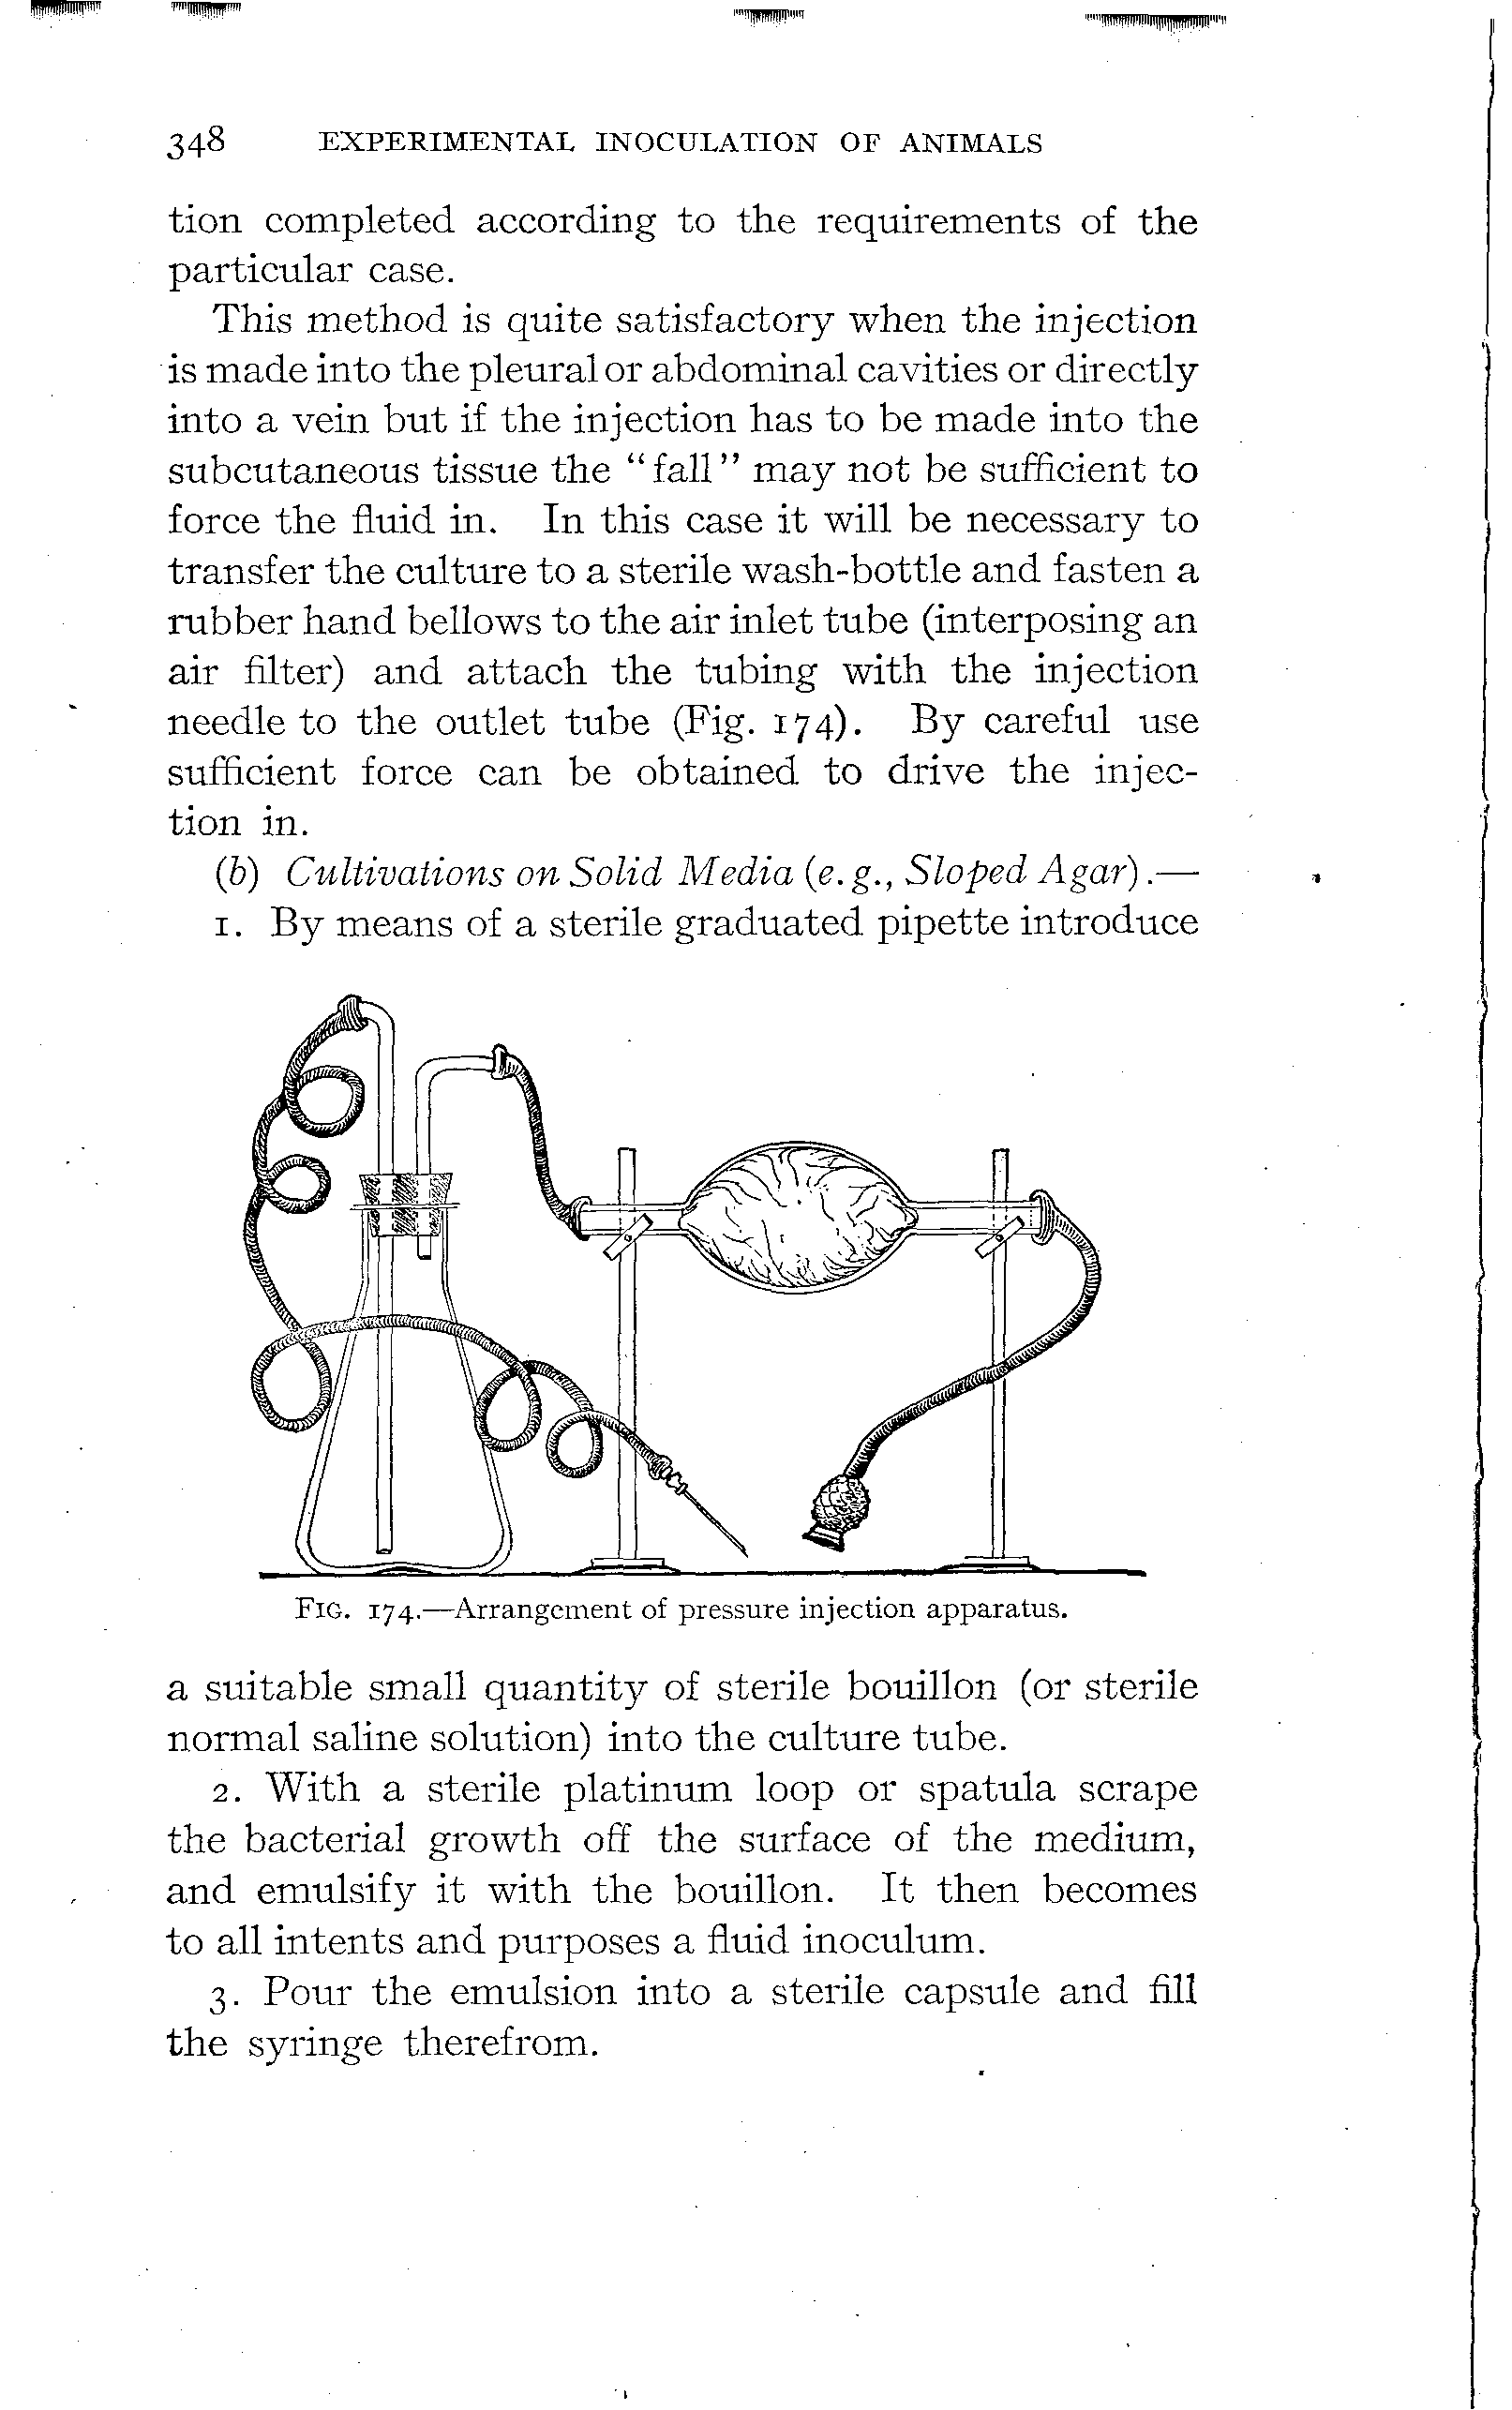 348 EXPERIMENTAL INOCULATION OF ANIMALS
tion completed according to the requirements of the
particular case.
This method is quite satisfactory when the injection
is made into the pleural or abdominal cavities or directly
into a vein but if the injection has to be made into the
subcutaneous tissue the "fall" may not be sufficient to
force the fluid in. In this case it will be necessary to
transfer the culture to a sterile wash-bottle and fasten a
rubber hand bellows to the air inlet tube (interposing an
air filter) and attach the tubing with the injection
needle to the outlet tube (Fig. 174). By careful use
sufficient force can be obtained to drive the injec-
tion in.
(b) Cultivations on Solid Media (e. g., Sloped Agar).—
1. By means of a sterile graduated pipette introduce
FIG. 174.—Arrangement of pressure injection apparatus.
a suitable small quantity of sterile bouillon (or sterile
normal saline solution) into the culture tube.
2. With a sterile platinum loop or spatula scrape
the bacterial growth off the surface of the medium,
and emulsify it with the bouillon. It then becomes
to all intents and purposes a fluid inoculum.
3. Pour the emulsion into a sterile capsule and fill
the syringe therefrom.